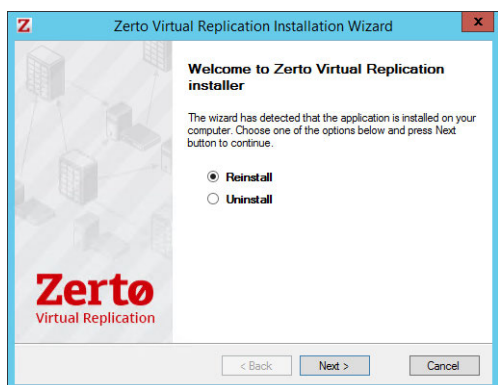 Z
Zerto Virtual Replication Installation Wizard
x
Welcome to Zerto Virtual Replication
installer
The wizard has detected that the application is installed on your
computer. Choose one of the options below and press Next
button to continue.
Reinstall
Uninstall
Zertø
Virtual Replication
< Back
Next >
Cancel